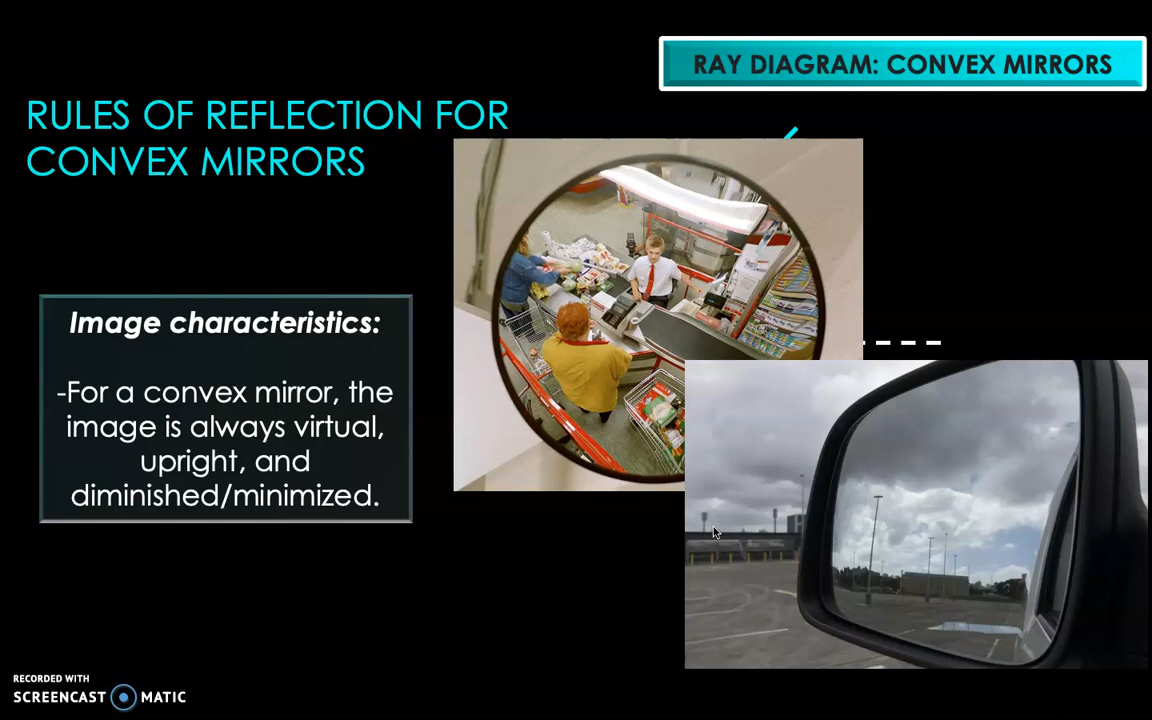 RAY DIAGRAM: CONVEX MIRRORS
RULES OF REFLECTION FOR
CONVEX MIRRORS
Image characteristics:
-For a convex mirror, the
image is always virtual,
upright, and
diminished/minimized.
RECORDED WITH
SCREENCAST MATIC